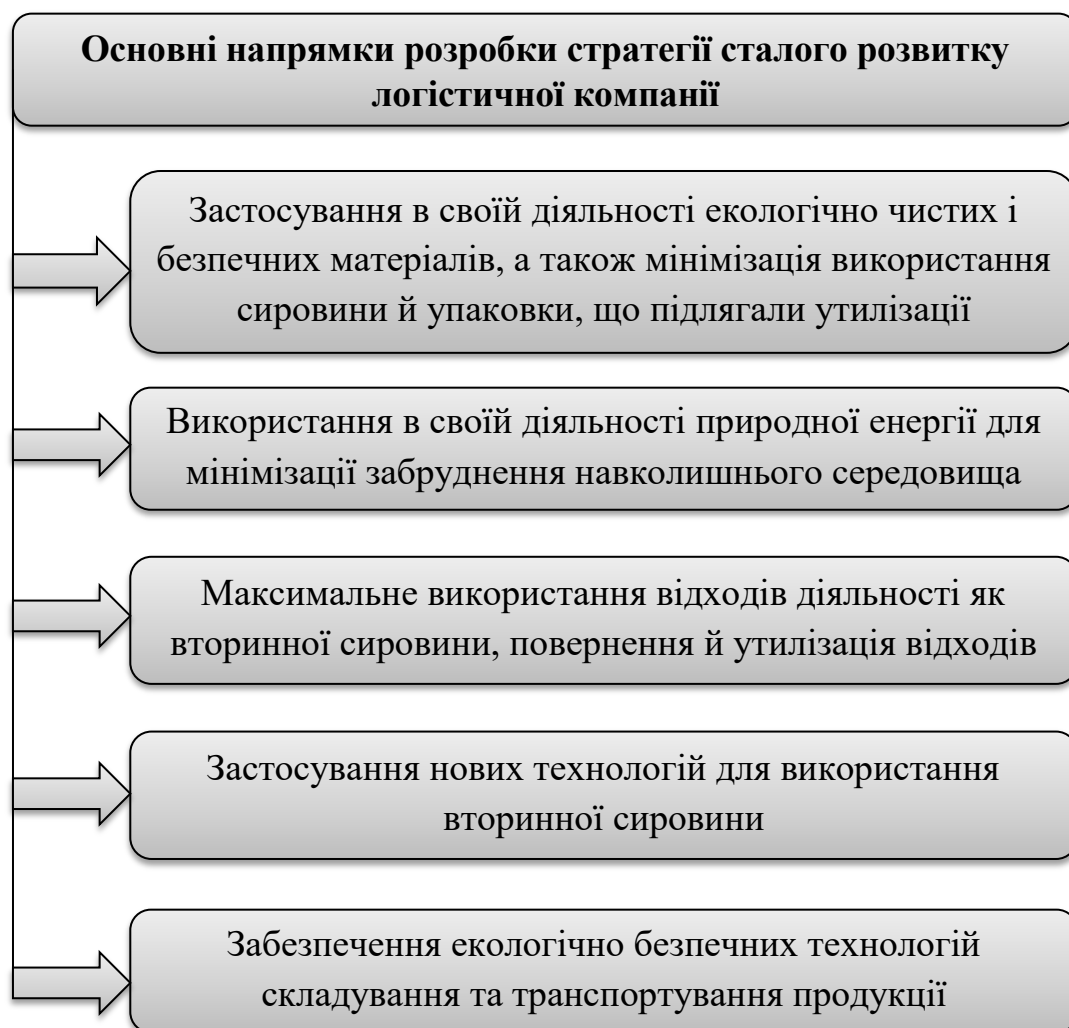 Основні напрямки розробки стратегії сталого розвитку
логістичної компанії
Застосування в своїй діяльності екологічно чистих і
безпечних матеріалів, а також мінімізація використання
сировини й упаковки, що підлягали утилізації
Використання в своїй діяльності природної енергії для
мінімізації забруднення навколишнього середовища
Максимальне використання відходів діяльності як
вторинної сировини, повернення й утилізація відходів
Застосування нових технологій для використання
вторинної сировини
Забезпечення екологічно безпечних технологій
складування та транспортування продукції